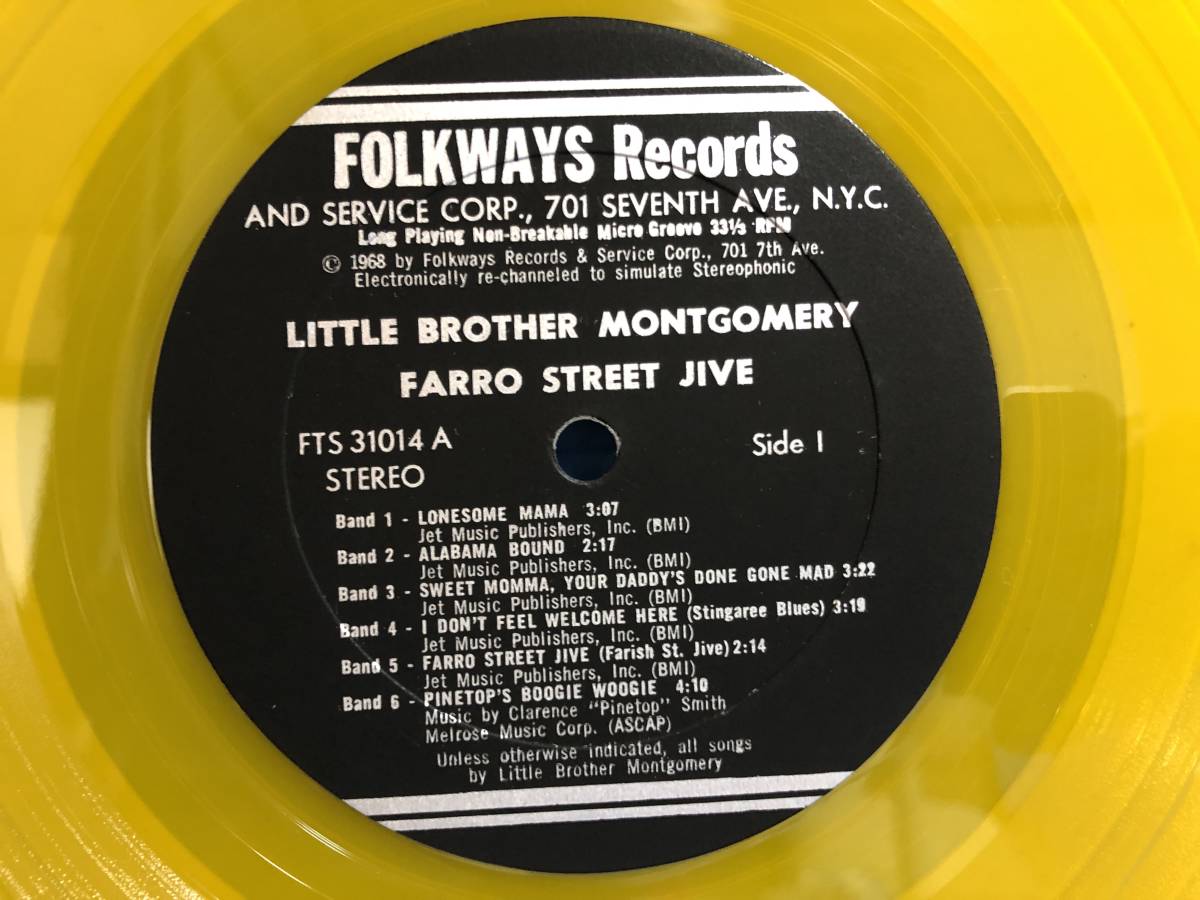 FOLKWAYS Records
AND SERVICE CORP., 701 SEVENTH AVE., N.Y.C.
Long Playing Non-Breakable Micro Groove 33⅓ RPM
© 1968 by Folkways Records & Service Corp., 701 7th Ave.
Electronically re-channeled to simulate Stereophonic
LITTLE BROTHER MONTGOMERY
FARRO STREET JIVE
FTS 31014 A Side 1
STEREO
Band 1 - LONESOME MAMA 3:07
Jet Music Publishers, Inc. (BMI)
Band 2 - ALABAMA BOUND 2:17
Jet Music Publishers, Inc. (BMI)
Band 3 - SWEET MOMMA, YOUR DADDY'S DONE GONE MAD 3:22
Jet Music Publishers, Inc. (BMI)
Band 4 - I DON'T FEEL WELCOME HERE (Stingaree Blues) 3:19
Jet Music Publishers, Inc. (BMI)
Band 5 - FARRO STREET JIVE (Farish St. Jive) 2:14
Jet Music Publishers, Inc. (BMI)
Band 6 - PINETOP'S BOOGIE WOOGIE 4:10
Music by Clarence "Pinetop" Smith
Melrose Music Corp. (ASCAP)
Unless otherwise indicated, all songs
by Little Brother Montgomery